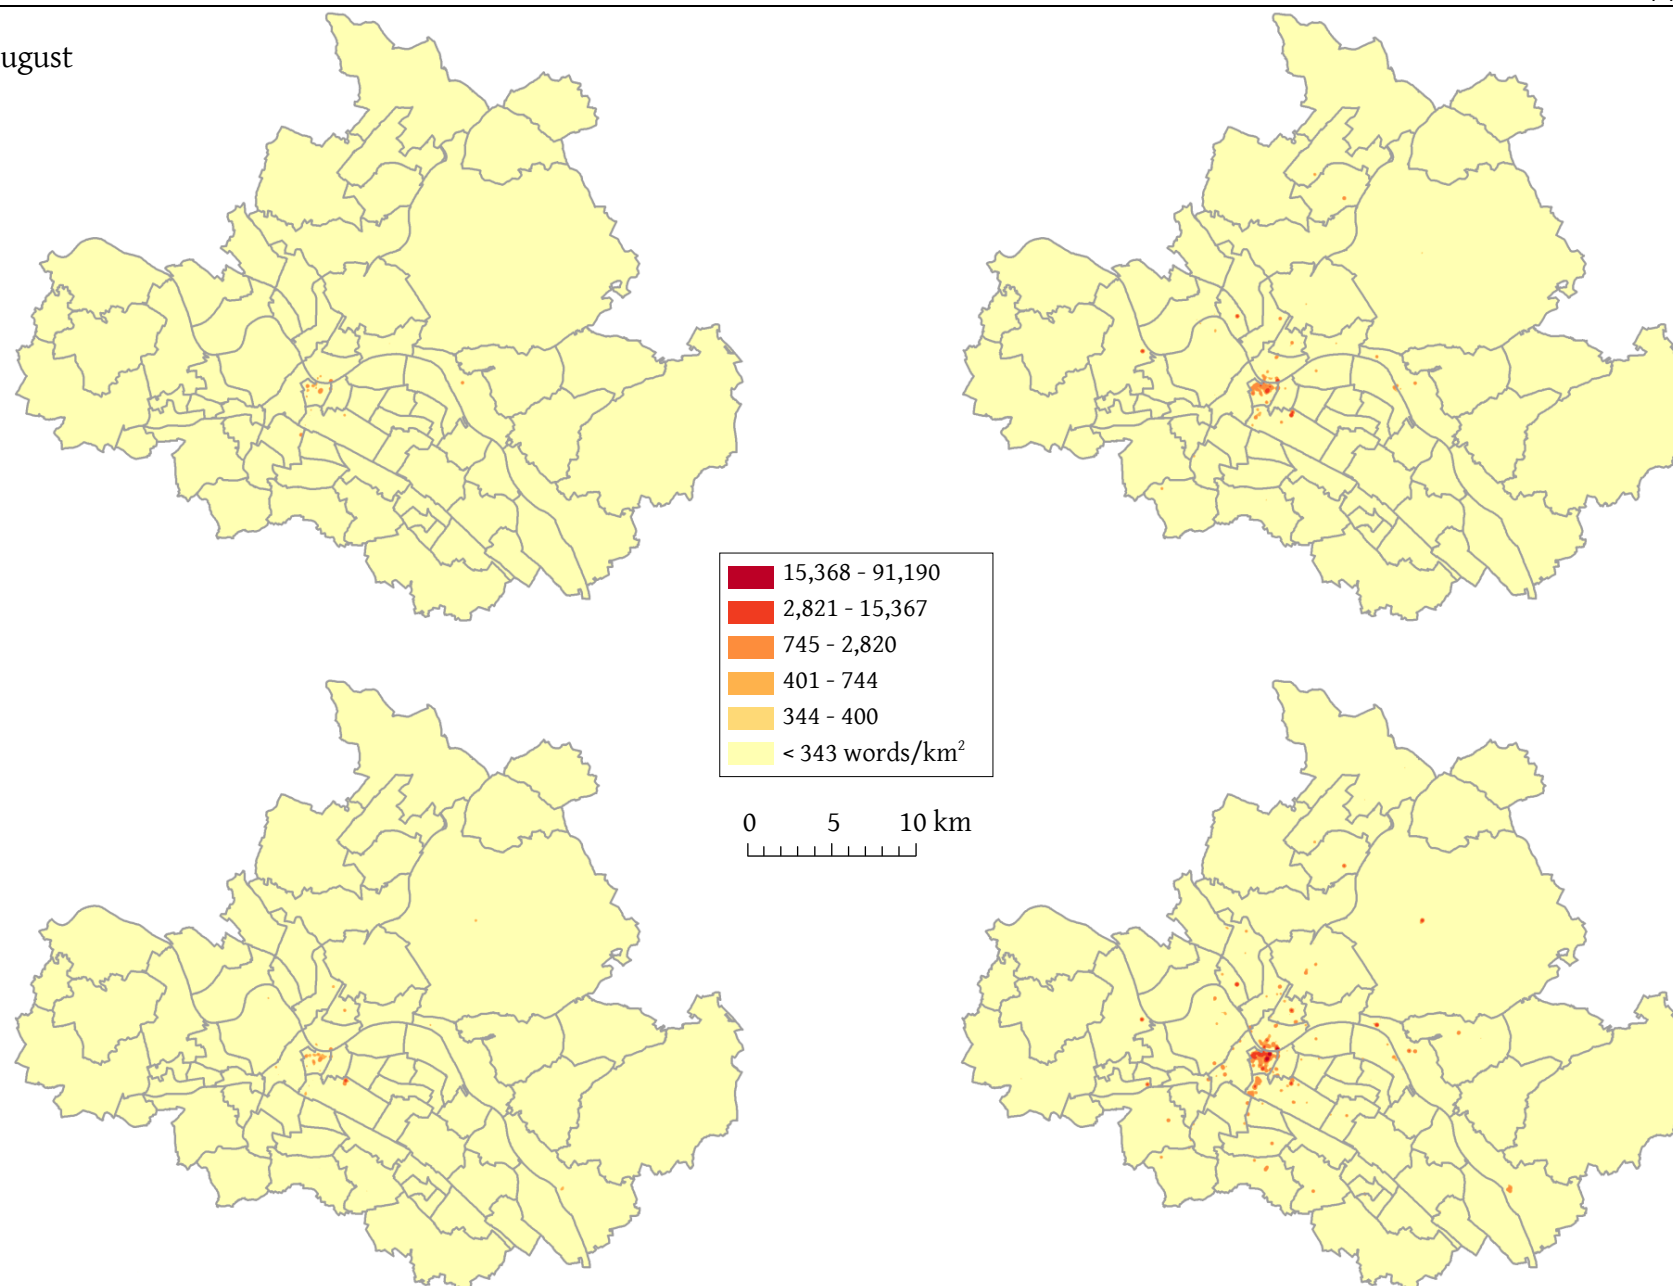 ugust
15,368 - 91,190
2,821 - 15,367
745 - 2,820
401 - 744
344 - 400
< 343 words/km²
0 5 10 km